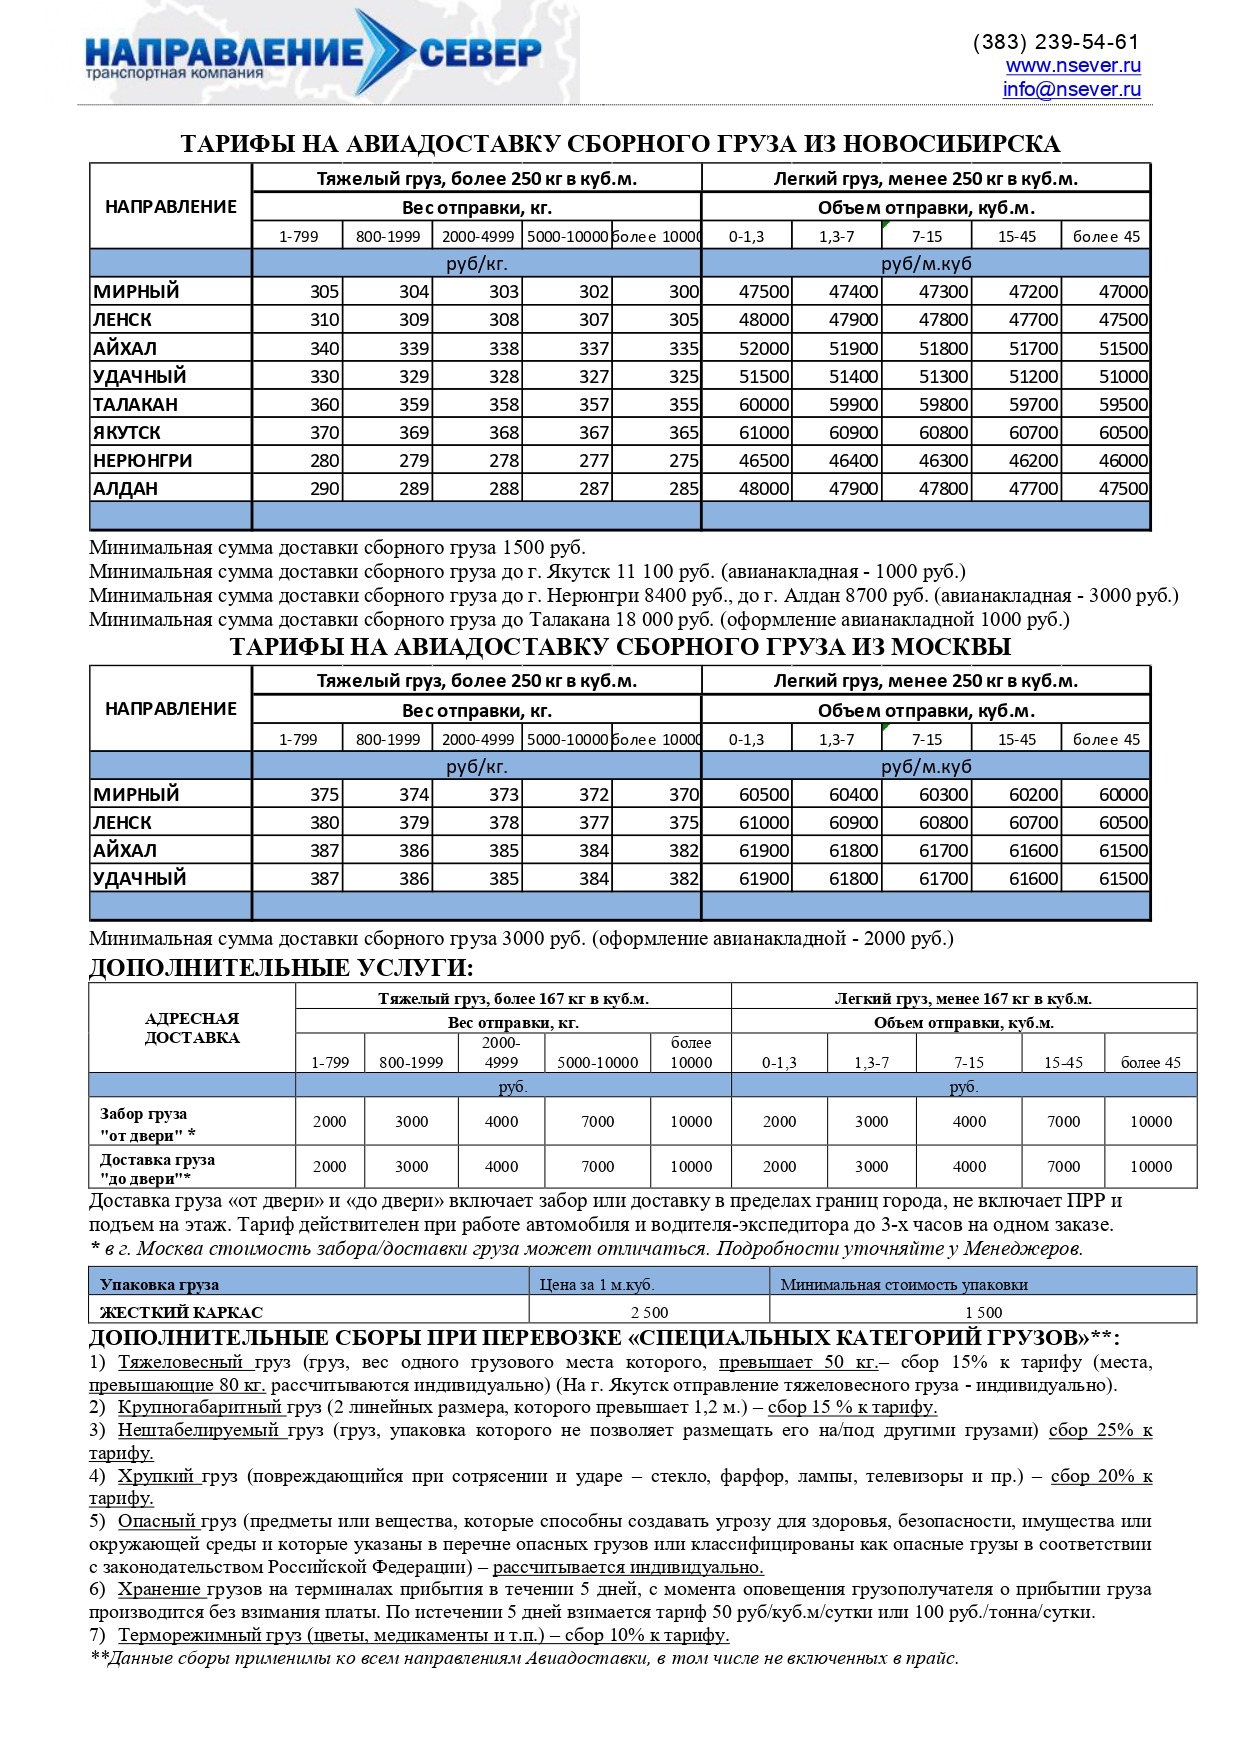 НАПРАВЛЕНИЕ СЕВЕР
транспортная компания
(383) 239-54-61
www.nsever.ru
info@nsever.ru
ТАРИФЫ НА АВИАДОСТАВКУ СБОРНОГО ГРУЗА ИЗ НОВОСИБИРСКА
НАПРАВЛЕНИЕ Тяжелый груз, более 250 кг в куб.м. Легкий груз, менее 250 кг в куб.м.
Вес отправки, кг. Объем отправки, куб.м.
1-799 800-1999 2000-4999 5000-10000 более 10000 0-1,3 1,3-7 7-15 15-45 более 45
руб/кг. руб/м.куб
МИРНЫЙ 305 304 303 302 300 47500 47400 47300 47200 47000
ЛЕНСК 310 309 308 307 305 48000 47900 47800 47700 47500
АЙХАЛ 340 339 338 337 335 52000 51900 51800 51700 51500
УДАЧНЫЙ 330 329 328 327 325 51500 51400 51300 51200 51000
ТАЛАКАН 360 359 358 357 355 60000 59900 59800 59700 59500
ЯКУТСК 370 369 368 367 365 61000 60900 60800 60700 60500
НЕРЮНГРИ 280 279 278 277 275 46500 46400 46300 46200 46000
АЛДАН 290 289 288 287 285 48000 47900 47800 47700 47500
Минимальная сумма доставки сборного груза 1500 руб.
Минимальная сумма доставки сборного груза до г. Якутск 11 100 руб. (авианакладная - 1000 руб.)
Минимальная сумма доставки сборного груза до г. Нерюнгри 8400 руб., до г. Алдан 8700 руб. (авианакладная - 3000 руб.)
Минимальная сумма доставки сборного груза до Талакана 18 000 руб. (оформление авианакладной 1000 руб.)
ТАРИФЫ НА АВИАДОСТАВКУ СБОРНОГО ГРУЗА ИЗ МОСКВЫ
НАПРАВЛЕНИЕ Тяжелый груз, более 250 кг в куб.м. Легкий груз, менее 250 кг в куб.м.
Вес отправки, кг. Объем отправки, куб.м.
1-799 800-1999 2000-4999 5000-10000 более 10000 0-1,3 1,3-7 7-15 15-45 более 45
руб/кг. руб/м.куб
МИРНЫЙ 375 374 373 372 370 60500 60400 60300 60200 60000
ЛЕНСК 380 379 378 377 375 61000 60900 60800 60700 60500
АЙХАЛ 387 386 385 384 382 61900 61800 61700 61600 61500
УДАЧНЫЙ 387 386 385 384 382 61900 61800 61700 61600 61500
Минимальная сумма доставки сборного груза 3000 руб. (оформление авианакладной - 2000 руб.)
ДОПОЛНИТЕЛЬНЫЕ УСЛУГИ:
АДРЕСНАЯ ДОСТАВКА Тяжелый груз, более 167 кг в куб.м. Легкий груз, менее 167 кг в куб.м.
Вес отправки, кг. Объем отправки, куб.м.
1-799 800-1999 2000-4999 5000-10000 более 10000 0-1,3 1,3-7 7-15 15-45 более 45
руб. руб.
Забор груза "от двери" * 2000 3000 4000 7000 10000 2000 3000 4000 7000 10000
Доставка груза "до двери"* 2000 3000 4000 7000 10000 2000 3000 4000 7000 10000
Доставка груза «от двери» и «до двери» включает забор или доставку в пределах границ города, не включает ПРР и
подъем на этаж. Тариф действителен при работе автомобиля и водителя-экспедитора до 3-х часов на одном заказе.
* в г. Москва стоимость забора/доставки груза может отличаться. Подробности уточняйте у Менеджеров.
Упаковка груза Цена за 1 м.куб. Минимальная стоимость упаковки
ЖЕСТКИЙ КАРКАС 2 500 1 500
ДОПОЛНИТЕЛЬНЫЕ СБОРЫ ПРИ ПЕРЕВОЗКЕ «СПЕЦИАЛЬНЫХ КАТЕГОРИЙ ГРУЗОВ»**:
1) Тяжеловесный груз (груз, вес одного грузового места которого, превышает 50 кг.– сбор 15% к тарифу (места,
превышающие 80 кг. рассчитываются индивидуально) (На г. Якутск отправление тяжеловесного груза - индивидуально).
2) Крупногабаритный груз (2 линейных размера, которого превышает 1,2 м.) – сбор 15 % к тарифу.
3) Нештабелируемый груз (груз, упаковка которого не позволяет размещать его на/под другими грузами) сбор 25% к
тарифу.
4) Хрупкий груз (повреждающийся при сотрясении и ударе – стекло, фарфор, лампы, телевизоры и пр.) – сбор 20% к
тарифу.
5) Опасный груз (предметы или вещества, которые способны создавать угрозу для здоровья, безопасности, имущества или
окружающей среды и которые указаны в перечне опасных грузов или классифицированы как опасные грузы в соответствии
с законодательством Российской Федерации) – рассчитывается индивидуально.
6) Хранение грузов на терминалах прибытия в течении 5 дней, с момента оповещения грузополучателя о прибытии груза
производится без взимания платы. По истечении 5 дней взимается тариф 50 руб/куб.м/сутки или 100 руб./тонна/сутки.
7) Терморежимный груз (цветы, медикаменты и т.п.) – сбор 10% к тарифу.
**Данные сборы применимы ко всем направлениям Авиадоставки, в том числе не включенных в прайс.